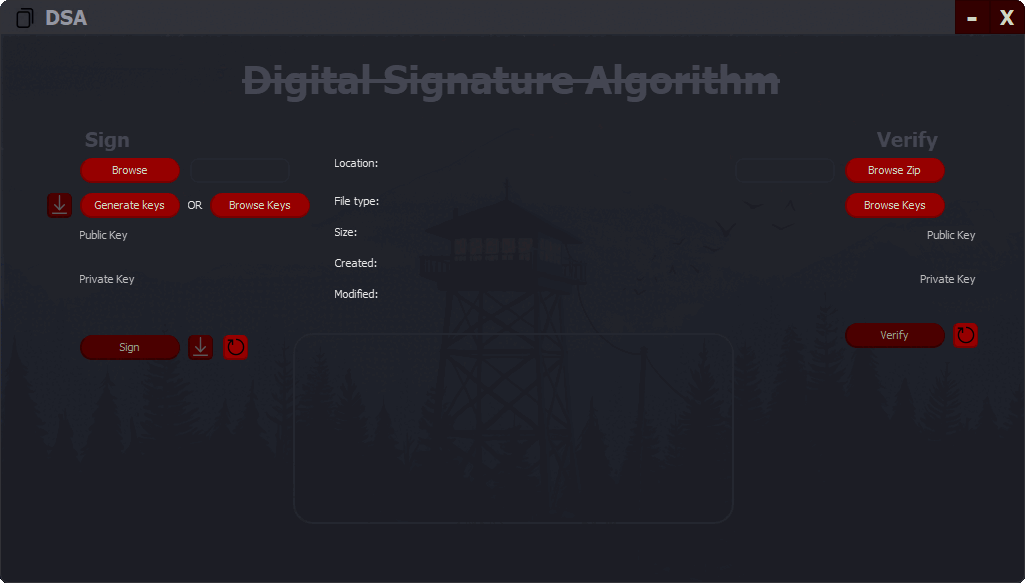 DSA
- X
Digital Signature Algorithm
Sign
Verify
Browse
Location:
Browse Zip
Generate keys OR Browse Keys
File type:
Browse Keys
Public Key
Size:
Public Key
Created:
Private Key
Private Key
Modified:
Sign
Verify